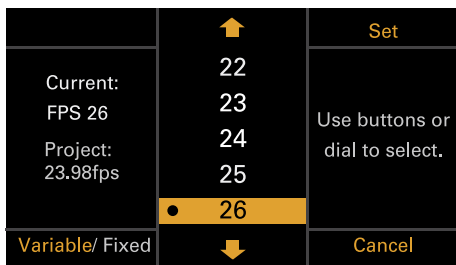 Set
Current:
FPS 26
Project:
23.98fps
22
23
24
25
26
Use buttons or
dial to select.
Variable/ Fixed
Cancel